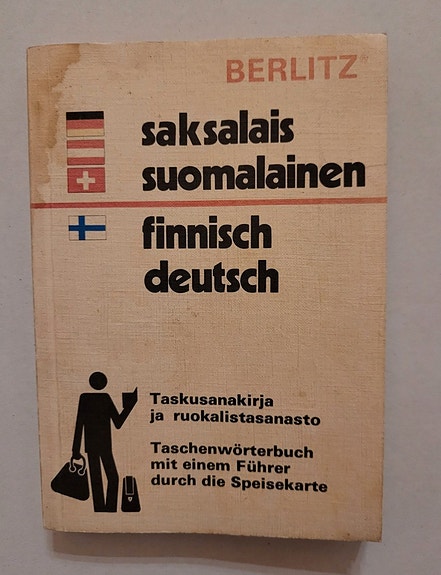 BERLITZ
saksalais
suomalainen
finnisch
deutsch
Taskusanakirja
ja ruokalistasanasto
Taschenwörterbuch
mit einem Führer
durch die Speisekarte